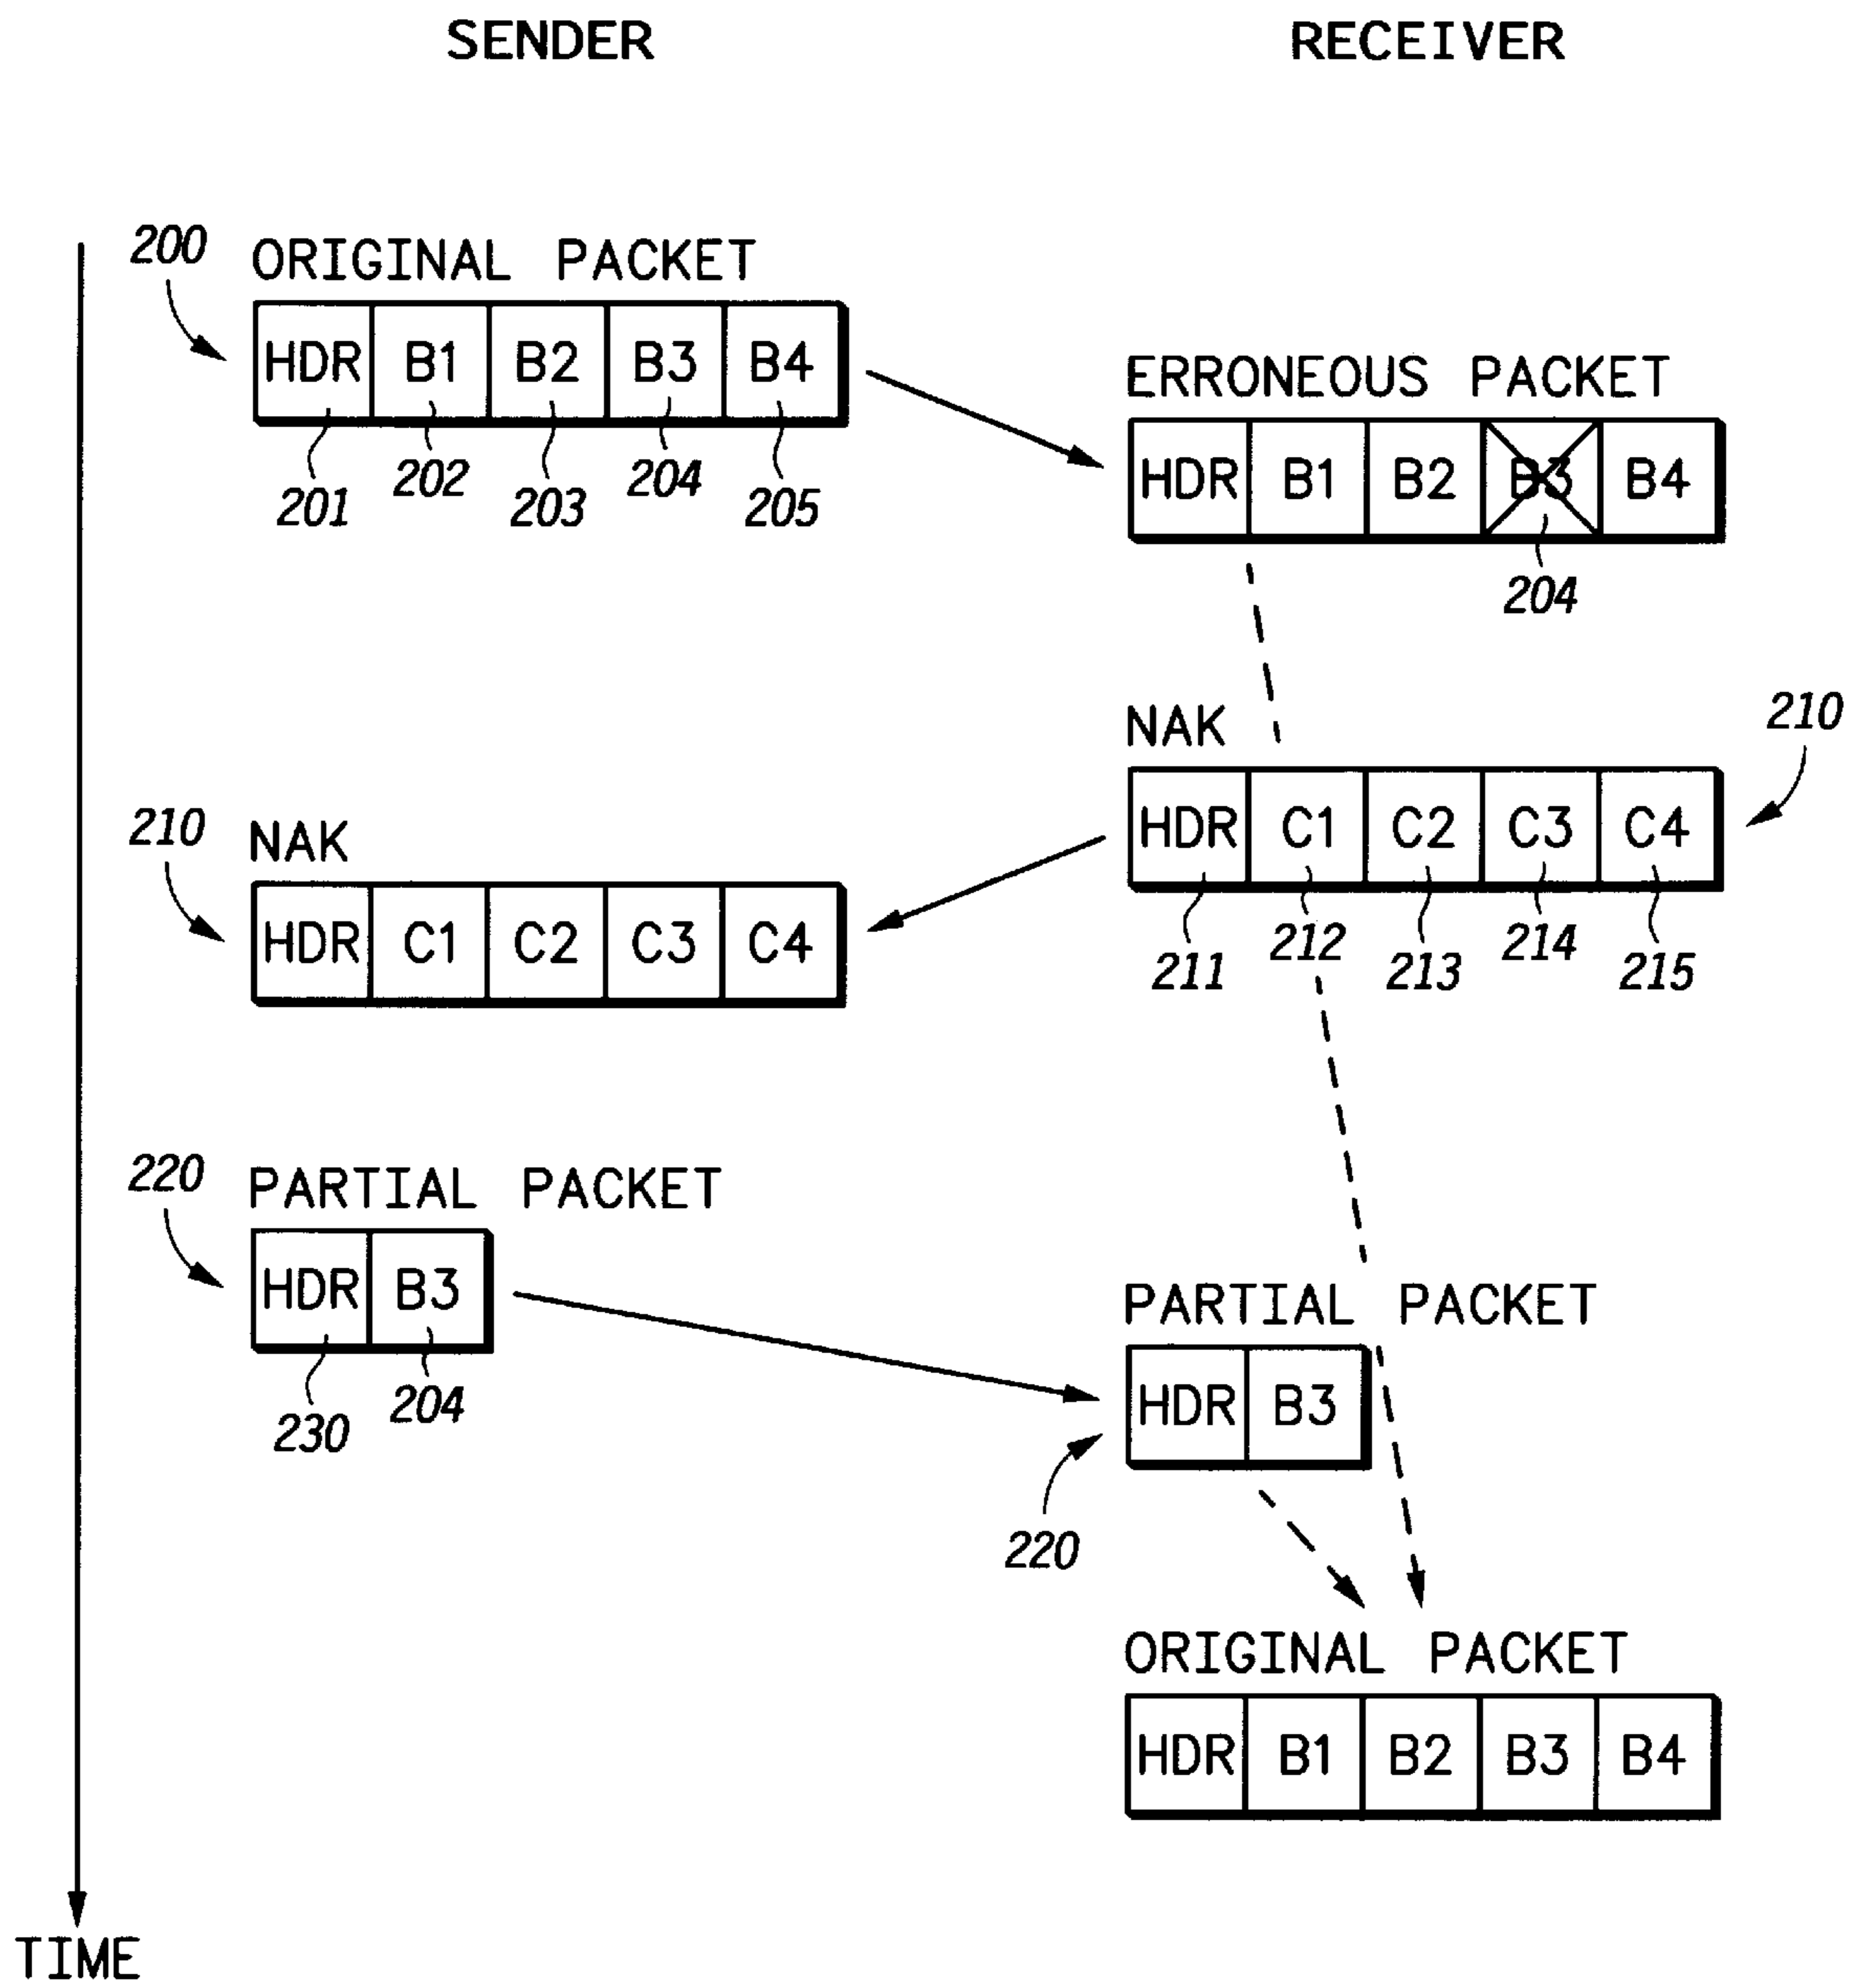 SENDER RECEIVER
200 ORIGINAL PACKET
HDR B1 B2 B3 B4
201 202 203 204 205
ERRONEOUS PACKET
HDR B1 B2 B3 B4
204
NAK 210
HDR C1 C2 C3 C4
211 212 213 214 215
210 NAK
HDR C1 C2 C3 C4
220 PARTIAL PACKET
HDR B3
230 204
PARTIAL PACKET
HDR B3
220
ORIGINAL PACKET
HDR B1 B2 B3 B4
TIME